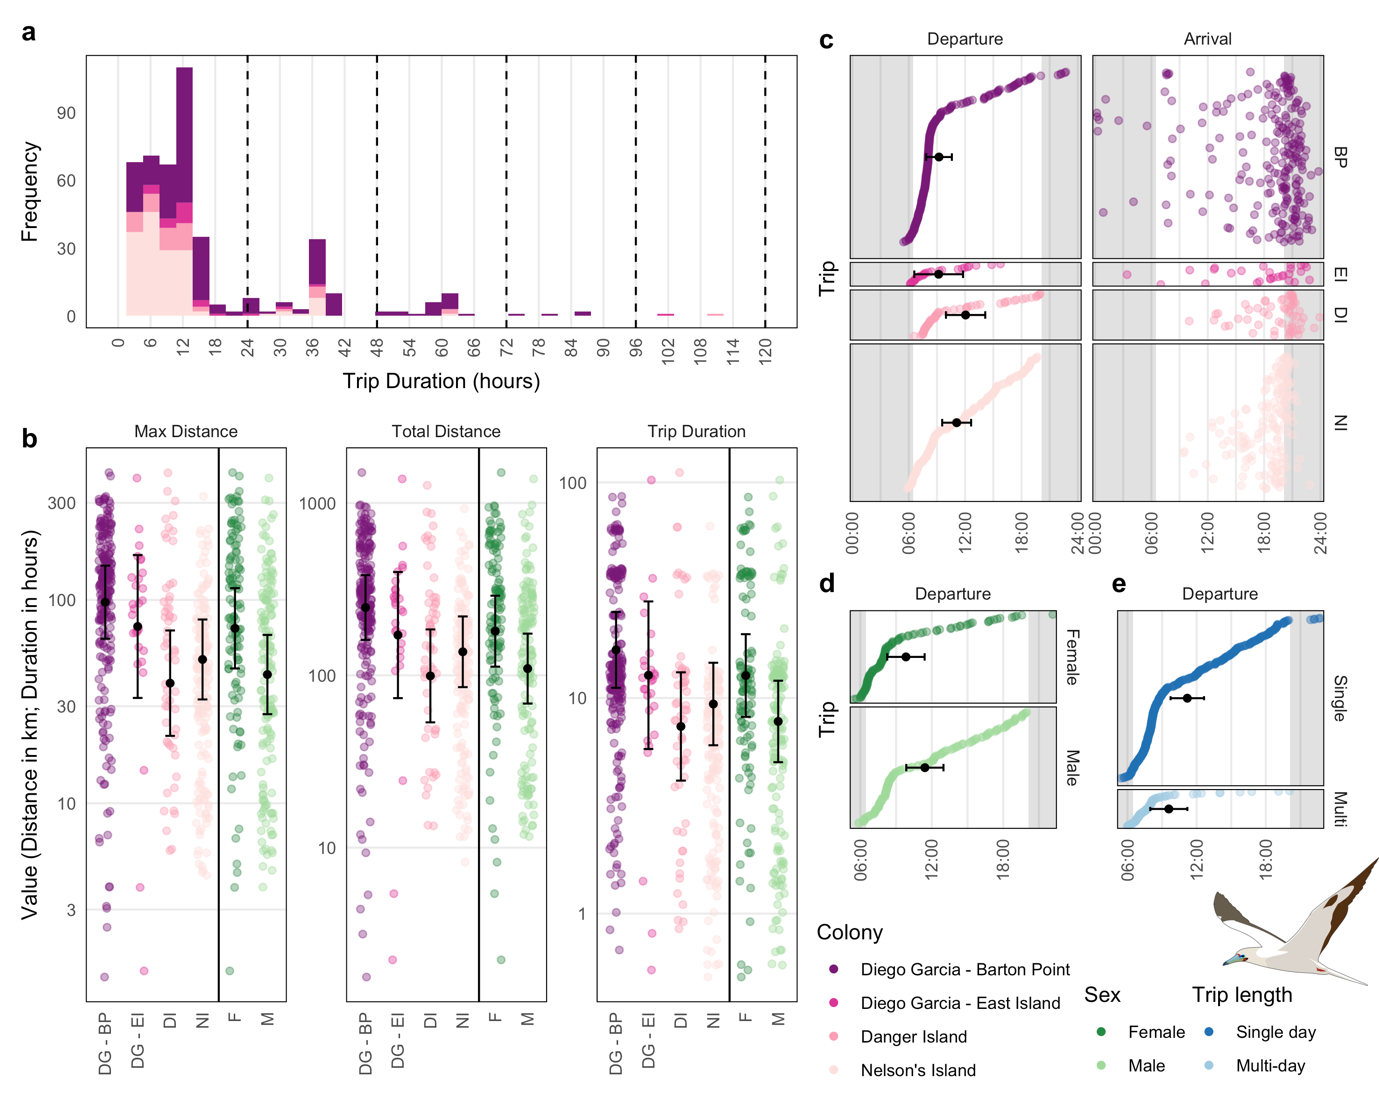 a
Frequency
90
60
30
0
0 6 12 18 24 30 36 42 48 54 60 66 72 78 84 90 96 102 108 114 120
Trip Duration (hours)
b
Max Distance Total Distance Trip Duration
Value (Distance in km; Duration in hours)
300
100
30
10
3
1000
100
10
100
10
1
DG - BP DG - EI DI NI F M
DG - BP DG - EI DI NI F M
DG - BP DG - EI DI NI F M
c
Departure Arrival
Trip
BP
EI
DI
NI
00:00 06:00 12:00 18:00 24:00
00:00 06:00 12:00 18:00 24:00
d
Departure
Trip
Female
Male
06:00 12:00 18:00
e
Departure
Single
Multi
06:00 12:00 18:00
Colony
Diego Garcia - Barton Point
Diego Garcia - East Island
Danger Island
Nelson's Island
Sex
Female
Male
Trip length
Single day
Multi-day